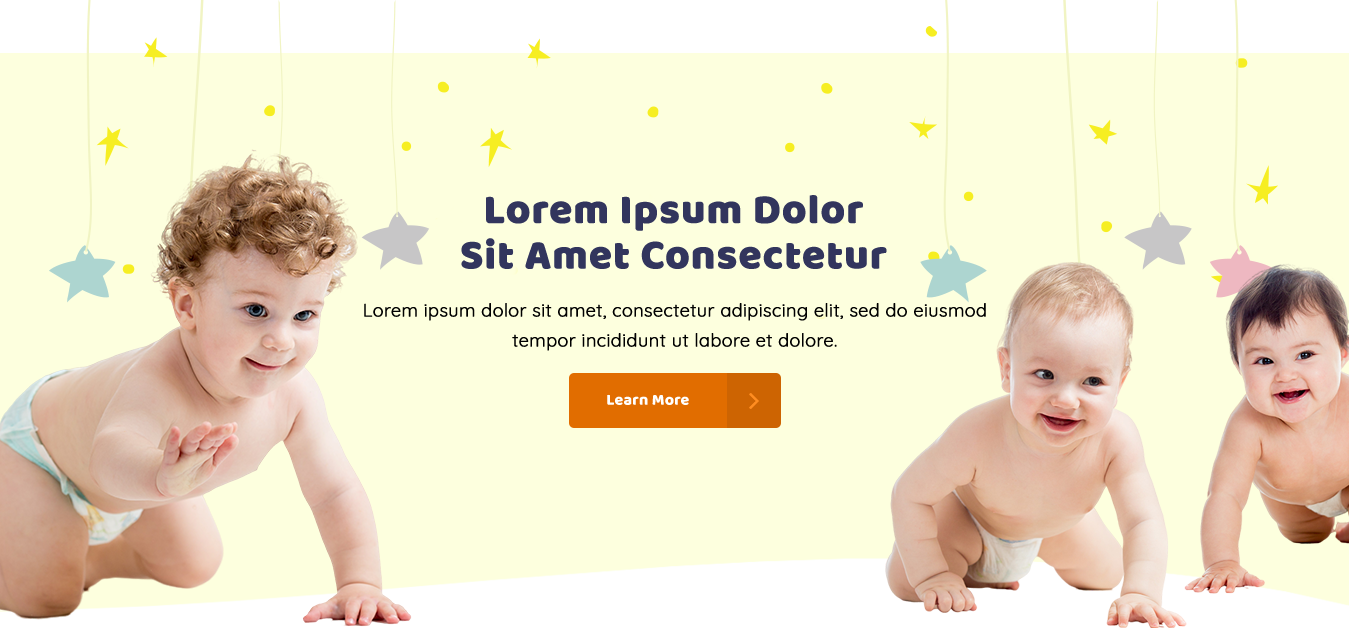 Lorem Ipsum Dolor
Sit Amet Consectetur
Lorem ipsum dolor sit amet, consectetur adipiscing elit, sed do eiusmod
tempor incididunt ut labore et dolore.
Learn More